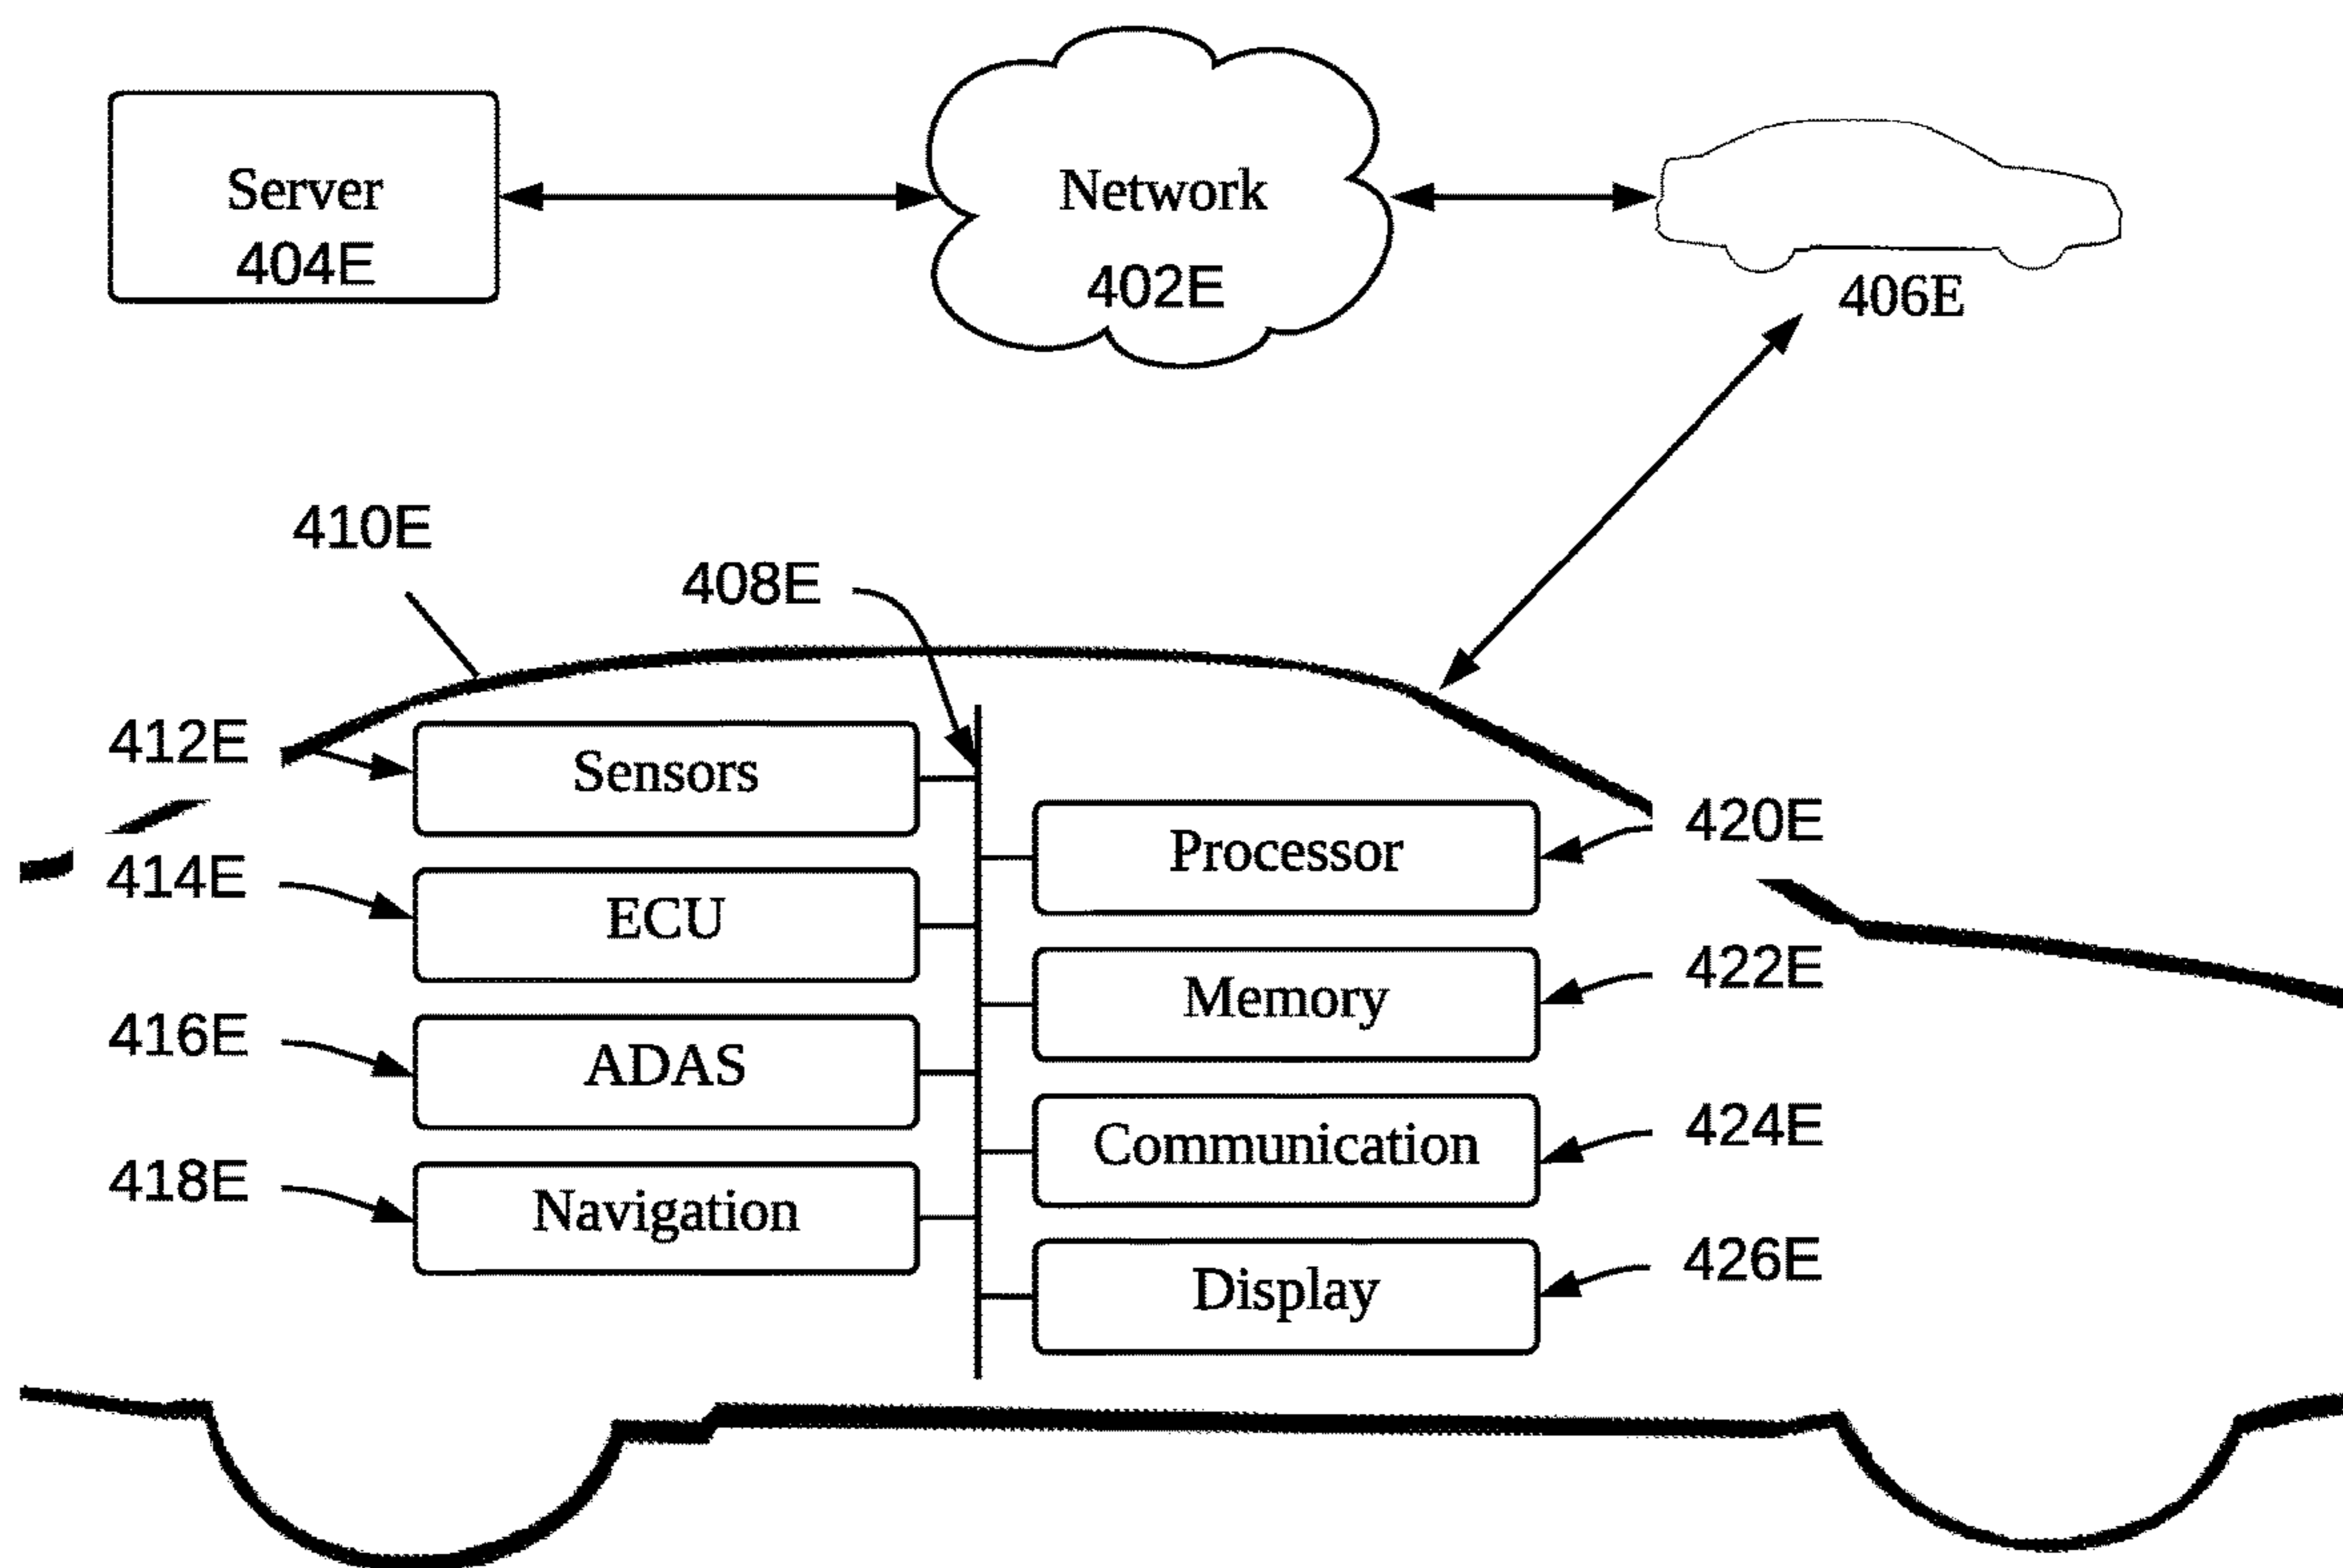 Server
404E
Network
402E
406E
410E
408E
412E
Sensors
414E
ECU
416E
ADAS
418E
Navigation
Processor
420E
Memory
422E
Communication
424E
Display
426E